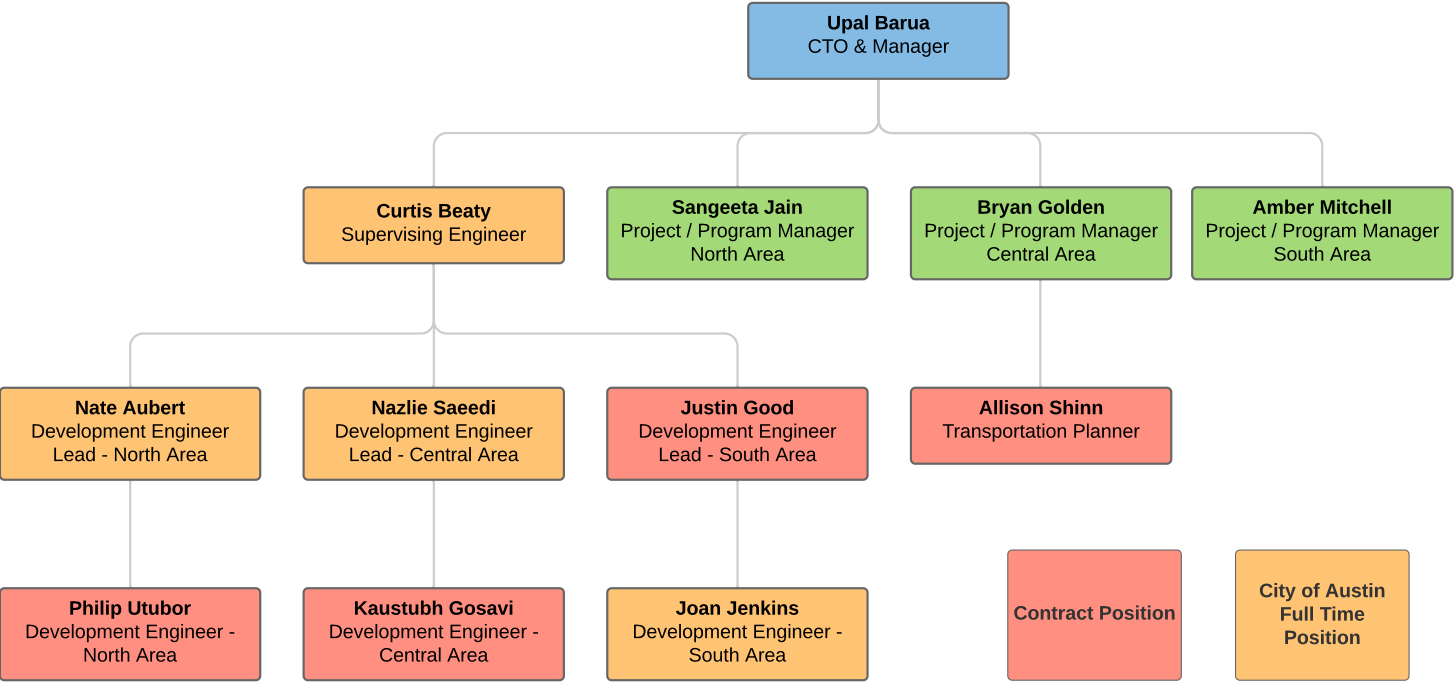 Upal Barua
CTO & Manager
Curtis Beaty
Supervising Engineer
Sangeeta Jain
Project / Program Manager
North Area
Bryan Golden
Project / Program Manager
Central Area
Amber Mitchell
Project / Program Manager
South Area
Nate Aubert
Development Engineer
Lead - North Area
Nazlie Saeedi
Development Engineer
Lead - Central Area
Justin Good
Development Engineer
Lead - South Area
Allison Shinn
Transportation Planner
Philip Utubor
Development Engineer -
North Area
Kaustubh Gosavi
Development Engineer -
Central Area
Joan Jenkins
Development Engineer -
South Area
Contract Position
City of Austin
Full Time
Position